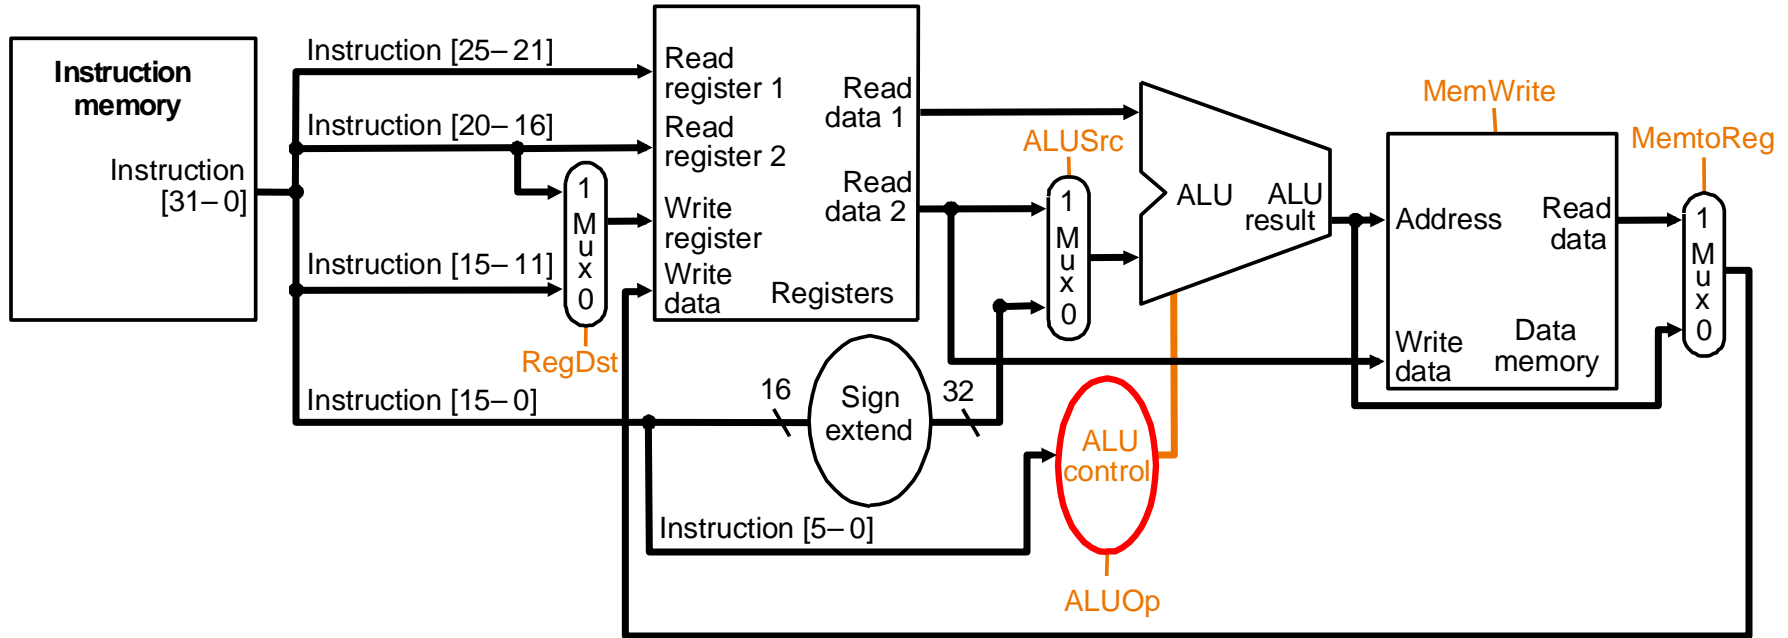 Instruction
memory
Instruction
[31–0]
Instruction [25–21]
Instruction [20–16]
Instruction [15–11]
Instruction [15–0]
1
M
u
x
0
RegDst
Read
register 1
Read
register 2
Write
register
Write
data
Read
data 1
Read
data 2
Registers
16
Sign
extend
32
Instruction [5–0]
ALUSrc
1
M
u
x
0
ALU
ALU
result
ALU
control
ALUOp
MemWrite
Address
Read
data
Write
data
Data
memory
MemtoReg
1
M
u
x
0